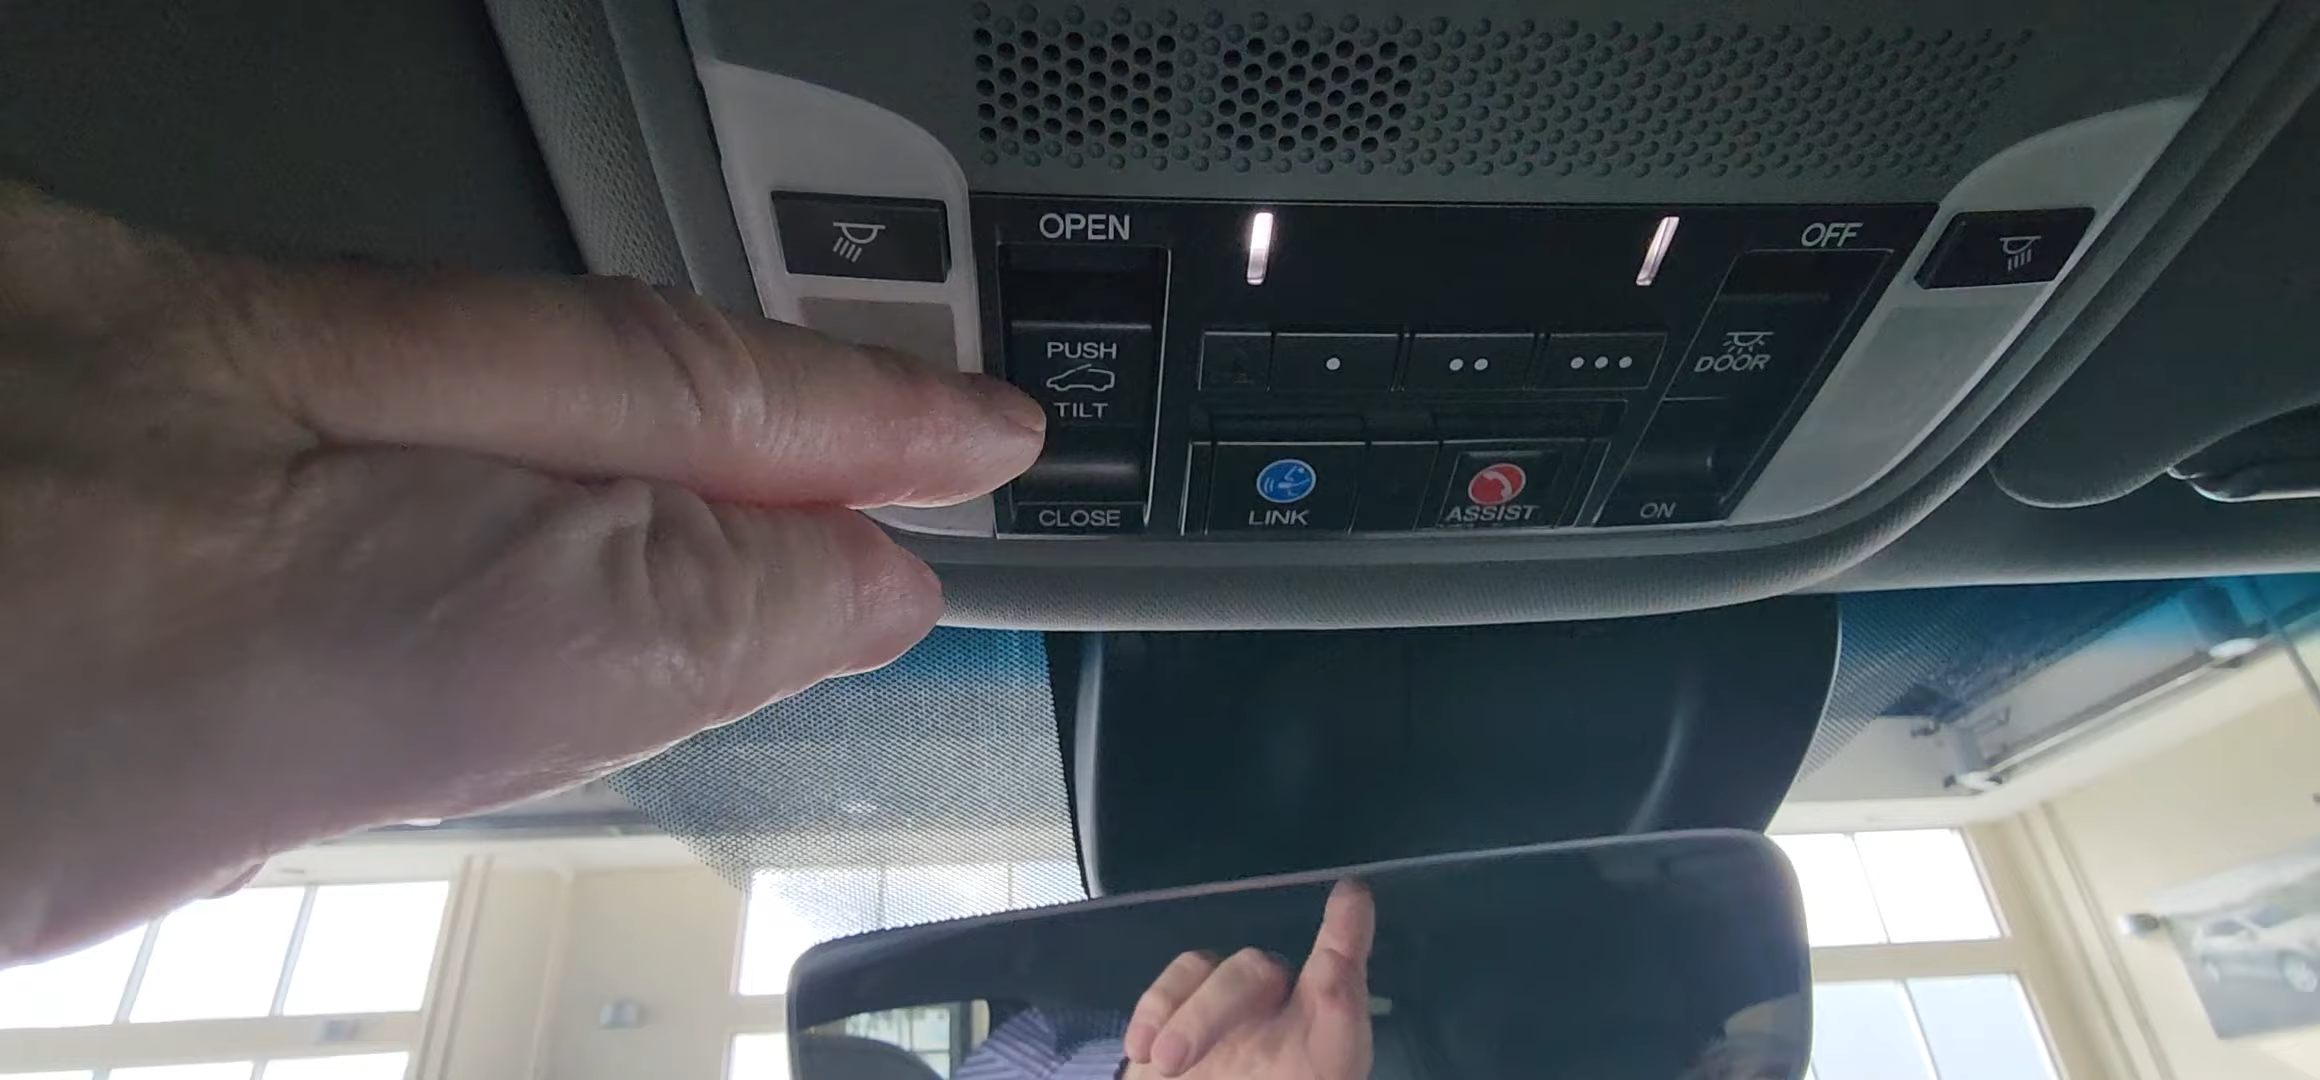 OPEN
OFF
PUSH
TILT
DOOR
CLOSE
LINK
ASSIST
ON